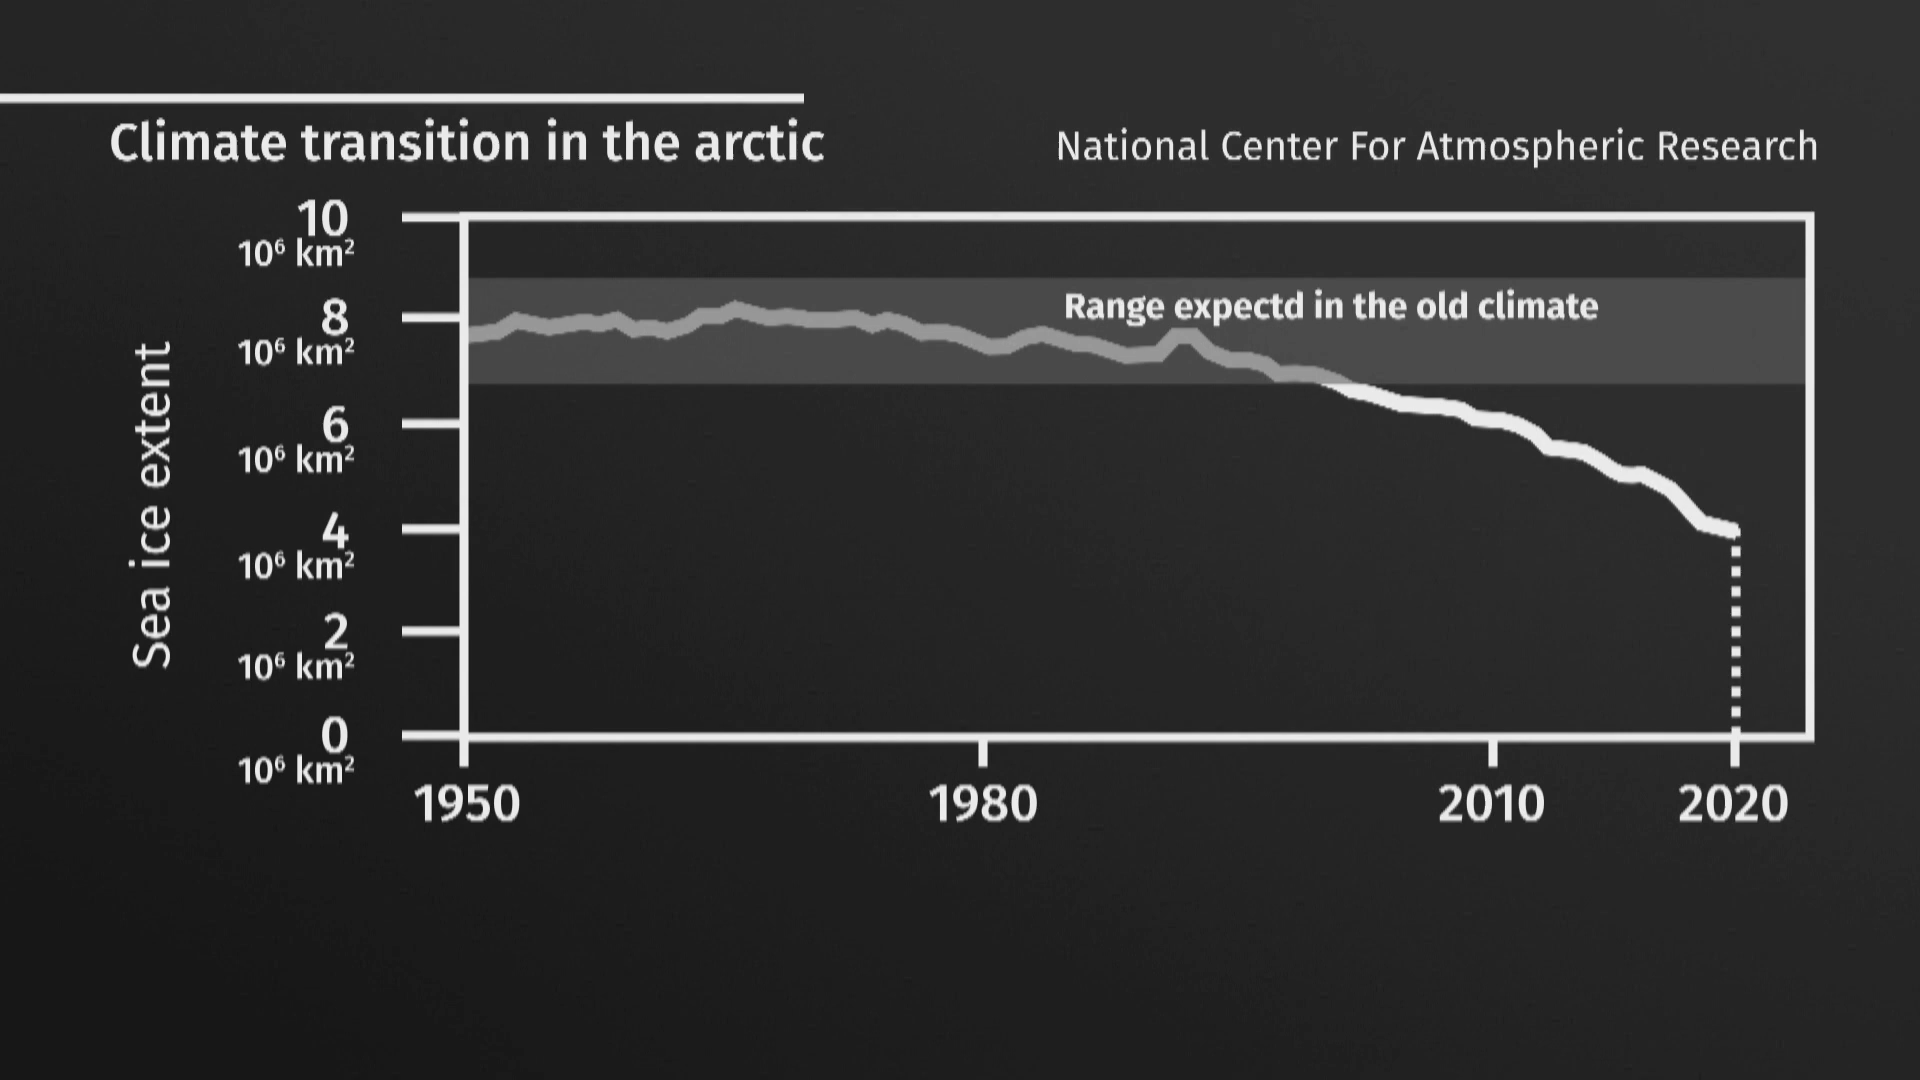 Climate transition in the arctic
National Center For Atmospheric Research
10
10⁶ km²
8
10⁶ km²
6
10⁶ km²
4
10⁶ km²
2
10⁶ km²
0
10⁶ km²
Sea ice extent
Range expectd in the old climate
1950 1980 2010 2020